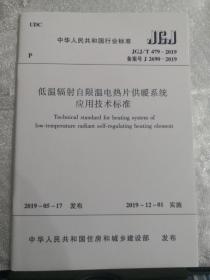 UDC
中华人民共和国行业标准 JGJ
P
JGJ/T 479-2019
备案号 J 2690-2019
低温辐射自限温电热片供暖系统
应用技术标准
Technical standard for heating system of
low-temperature radiant self-regulating heating element
2019-05-17 发布 2019-12-01 实施
中华人民共和国住房和城乡建设部 发布